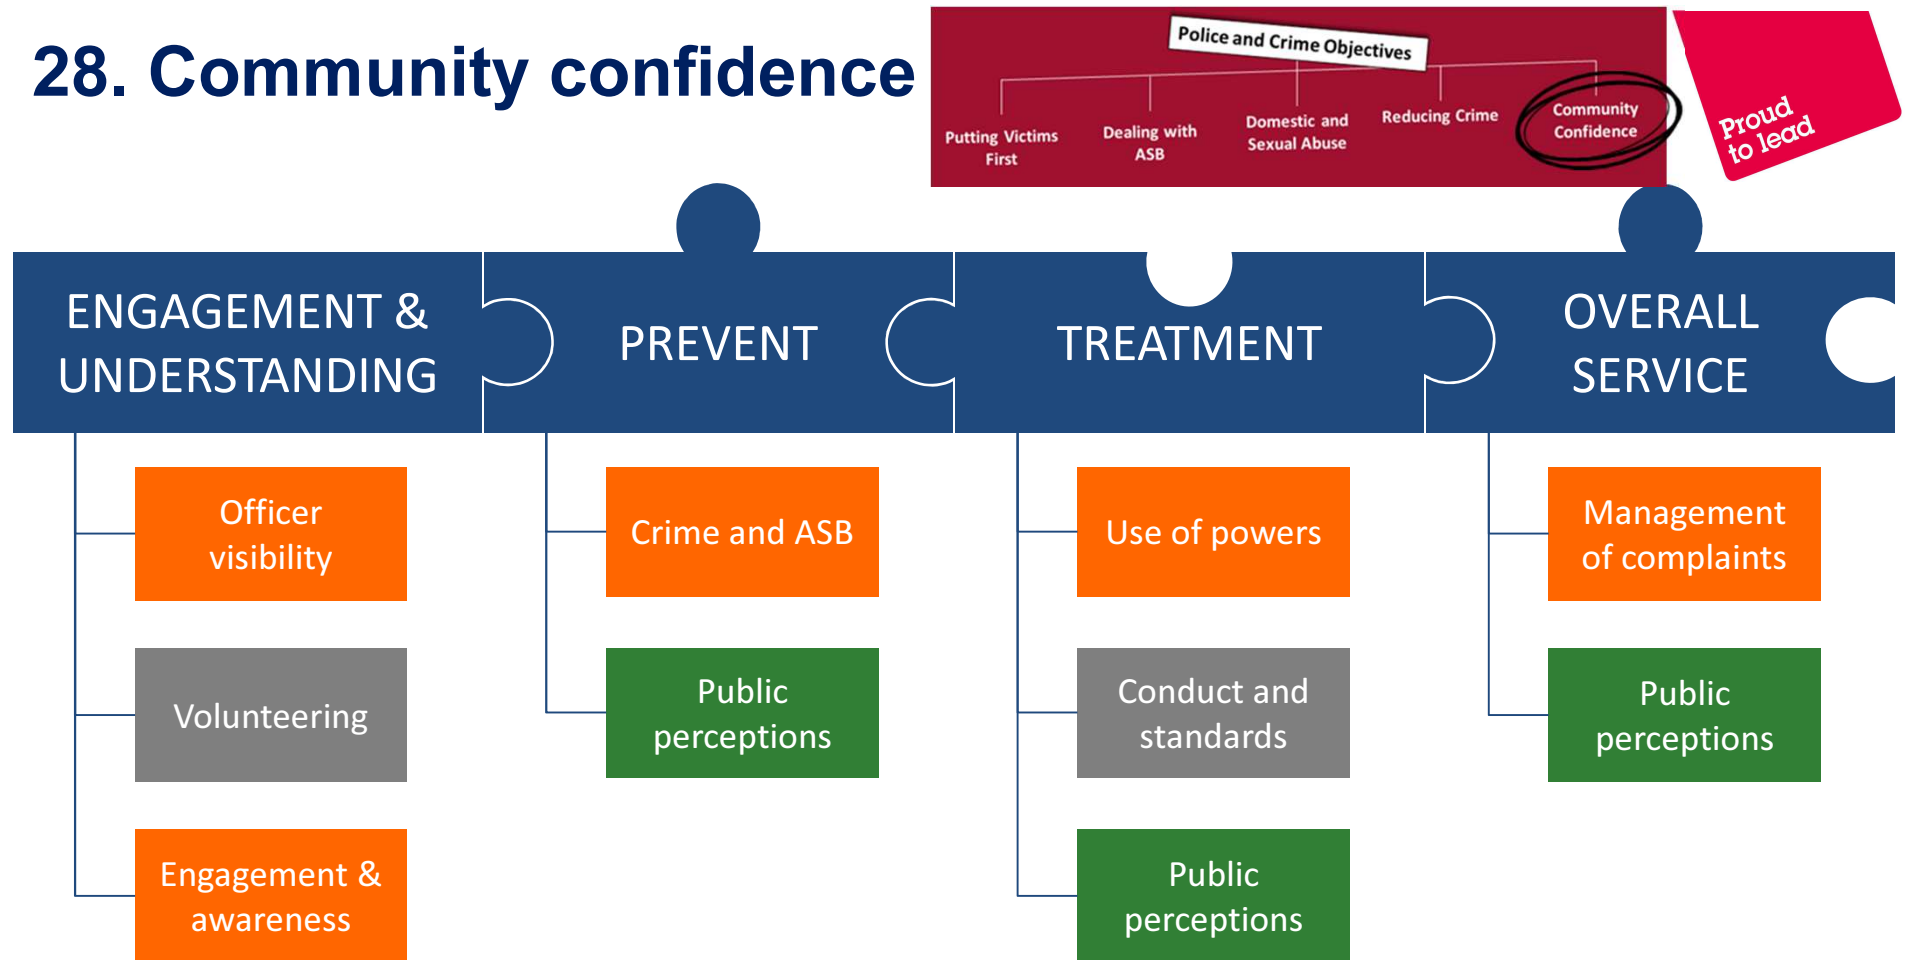 28. Community confidence
Police and Crime Objectives
Putting Victims
First
Dealing with
ASB
Domestic and
Sexual Abuse
Reducing Crime
Community
Confidence
Proud
to lead
ENGAGEMENT &
UNDERSTANDING
PREVENT
TREATMENT
OVERALL
SERVICE
Officer
visibility
Volunteering
Engagement &
awareness
Crime and ASB
Public
perceptions
Use of powers
Conduct and
standards
Public
perceptions
Management
of complaints
Public
perceptions